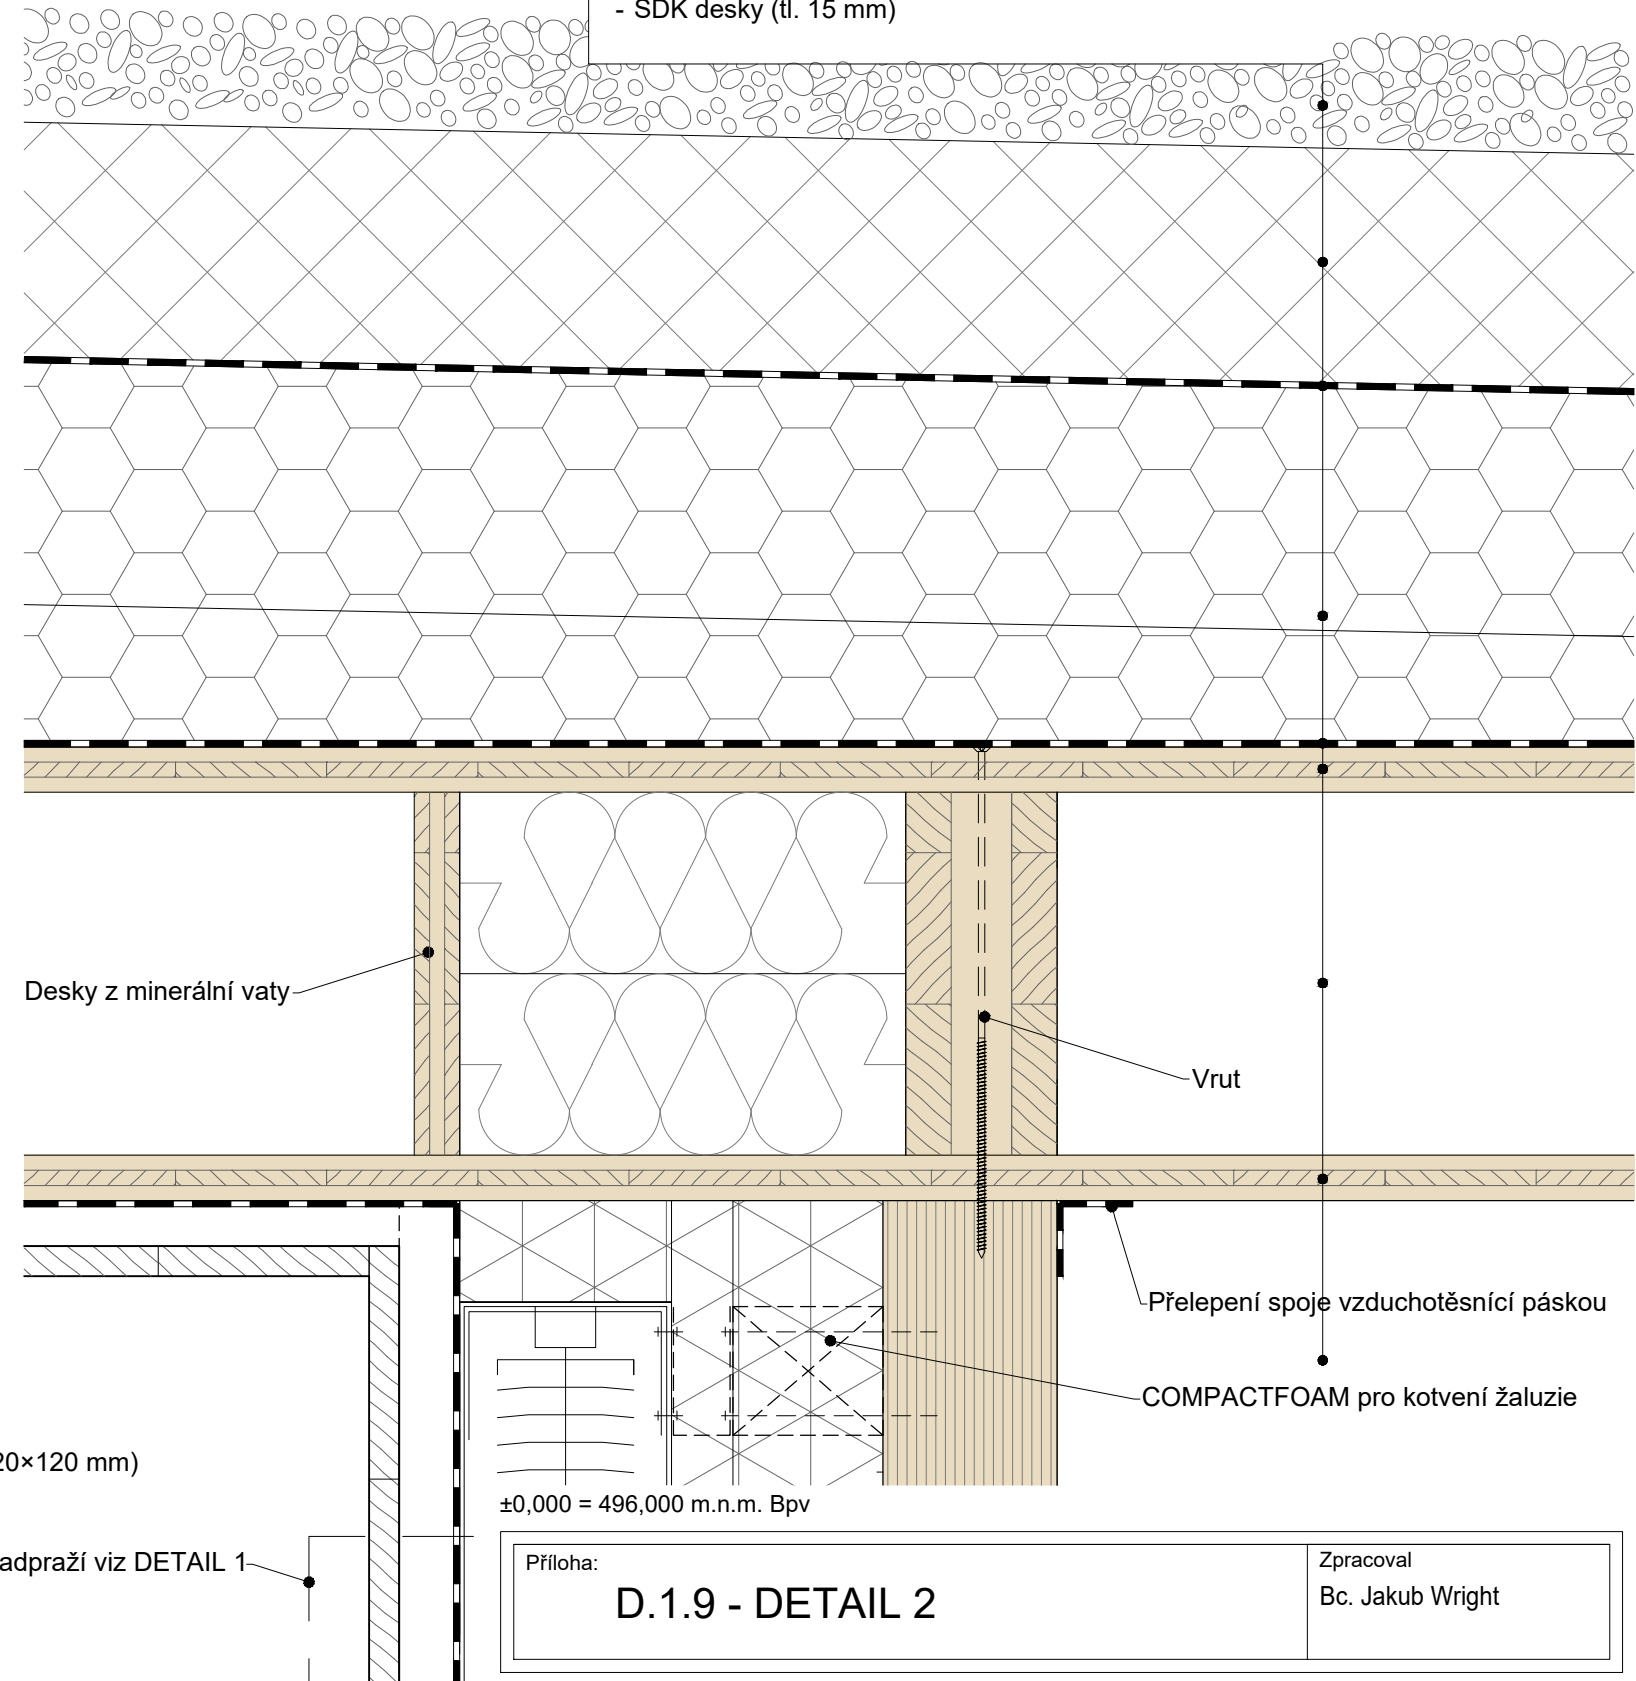 - SDK desky (tl. 15 mm)
Desky z minerální vaty
Vrut
Přelepení spoje vzduchotěsnící páskou
COMPACTFOAM pro kotvení žaluzie
20×120 mm)
±0,000 = 496,000 m.n.m. Bpv
adpraží viz DETAIL 1
Příloha:
D.1.9 - DETAIL 2
Zpracoval
Bc. Jakub Wright